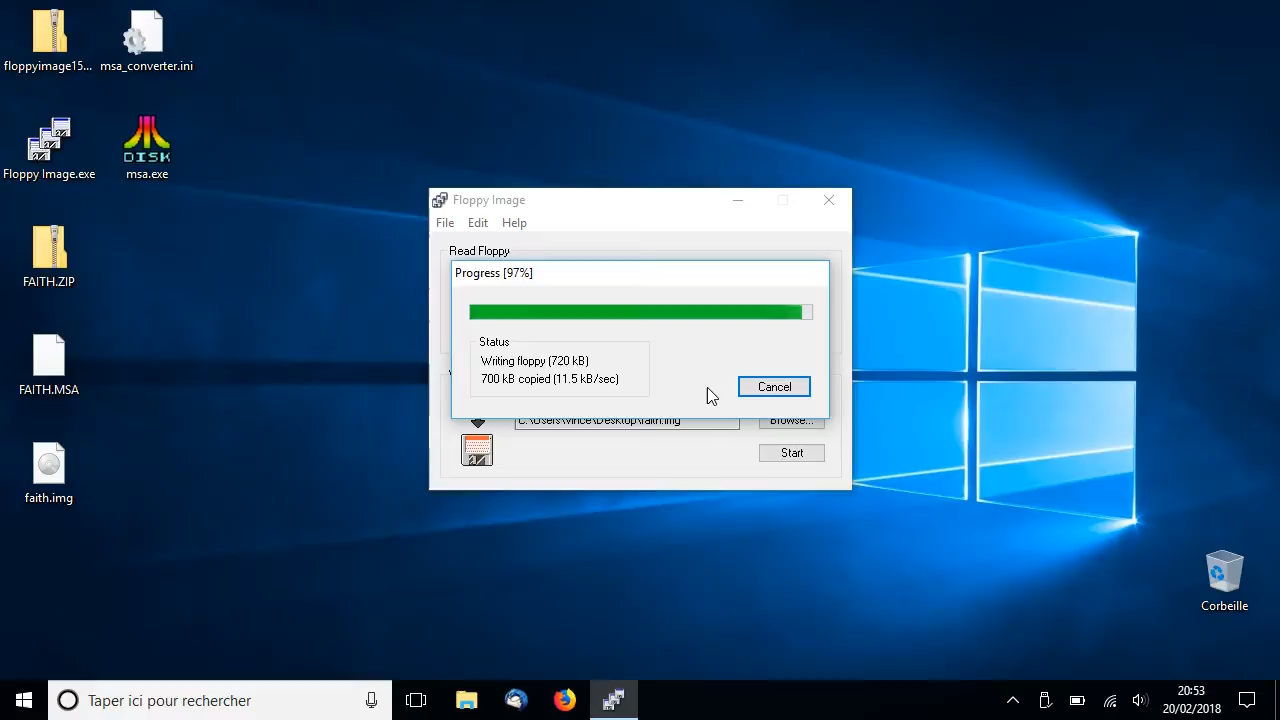 floppyimage15...
msa_converter.ini
Floppy Image.exe
DISK
msa.exe
FAITH.ZIP
FAITH.MSA
faith.img
Floppy Image
File Edit Help
Read Floppy
Progress [97%]
Status
Writing floppy (720 kB)
700 kB copied (11.5 kB/sec)
Cancel
C:\Users\vince\Desktop\faith.img
Browse...
Start
Corbeille
Taper ici pour rechercher
20:53
20/02/2018